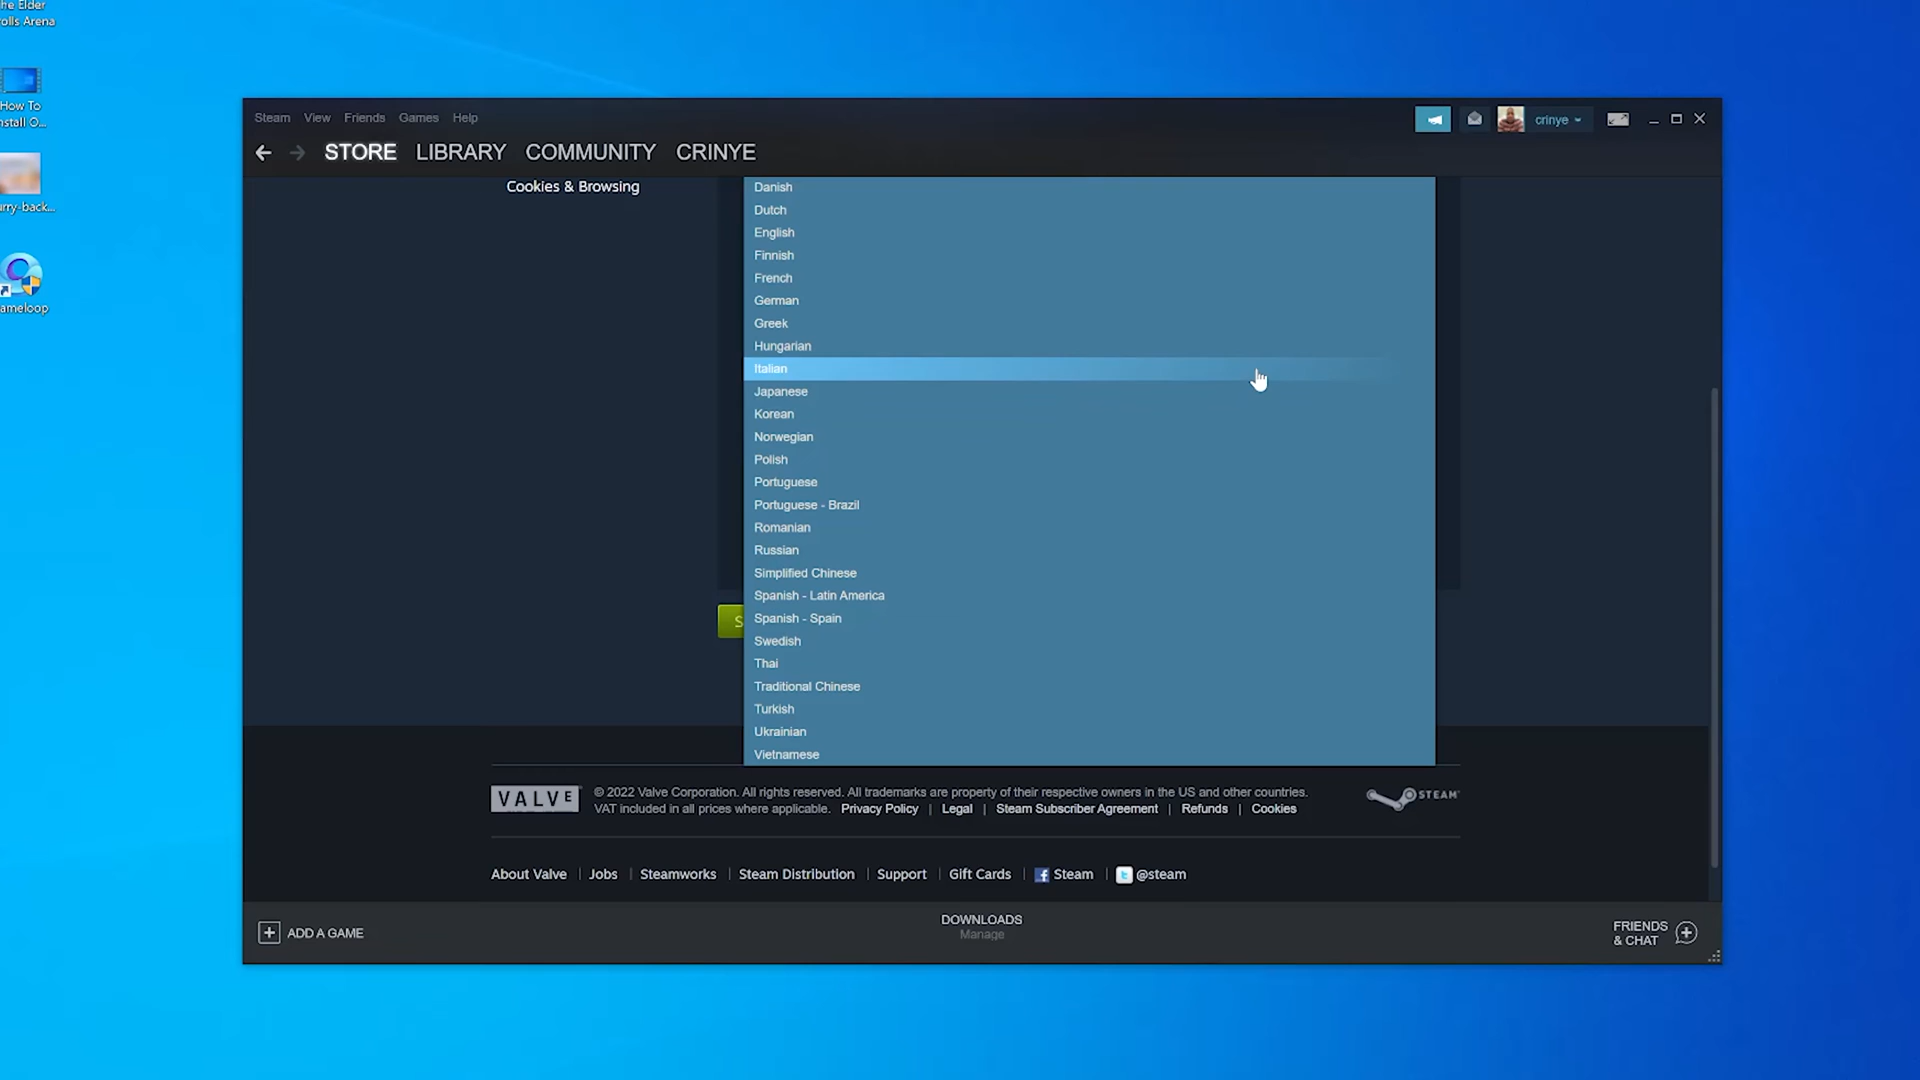 he Elder
olls Arena
How To
nstall O...
urry-back...
ameloop
Steam View Friends Games Help
crinye
STORE LIBRARY COMMUNITY CRINYE
Cookies & Browsing
Danish
Dutch
English
Finnish
French
German
Greek
Hungarian
Italian
Japanese
Korean
Norwegian
Polish
Portuguese
Portuguese - Brazil
Romanian
Russian
Simplified Chinese
Spanish - Latin America
Spanish - Spain
S
Swedish
Thai
Traditional Chinese
Turkish
Ukrainian
Vietnamese
VALVE
© 2022 Valve Corporation. All rights reserved. All trademarks are property of their respective owners in the US and other countries.
VAT included in all prices where applicable. Privacy Policy | Legal | Steam Subscriber Agreement | Refunds | Cookies
STEAM
About Valve | Jobs | Steamworks | Steam Distribution | Support | Gift Cards | Steam | @steam
ADD A GAME
DOWNLOADS
Manage
FRIENDS
& CHAT